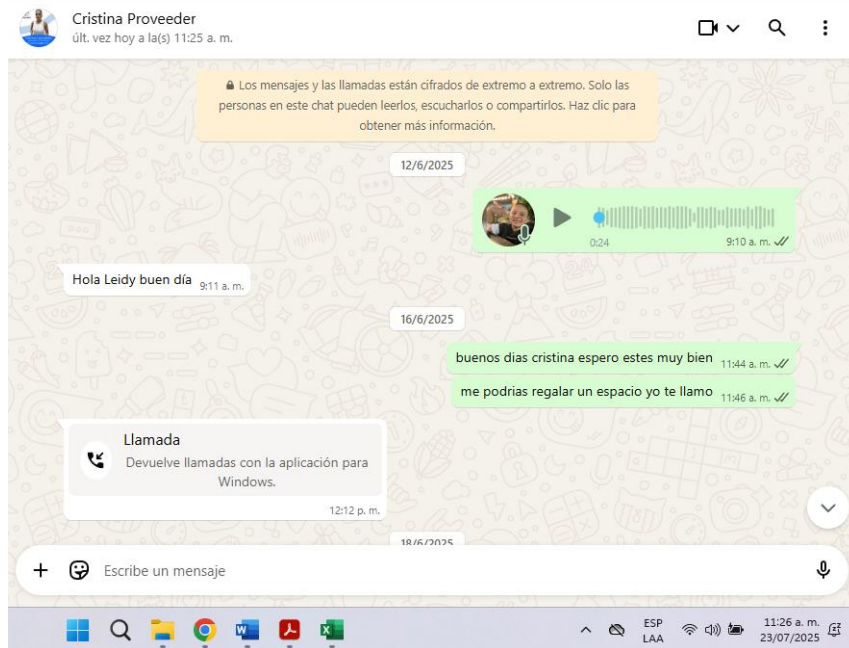 Cristina Proveeder
últ. vez hoy a la(s) 11:25 a. m.
Los mensajes y las llamadas están cifrados de extremo a extremo. Solo las
personas en este chat pueden leerlos, escucharlos o compartirlos. Haz clic para
obtener más información.
12/6/2025
0:24
9:10 a. m.
Hola Leidy buen día 9:11 a. m.
16/6/2025
buenos dias cristina espero estes muy bien 11:44 a. m.
me podrias regalar un espacio yo te llamo 11:46 a. m.
Llamada
Devuelve llamadas con la aplicación para
Windows.
12:12 p. m.
18/6/2025
Escribe un mensaje
ESP
LAA
11:26 a. m.
23/07/2025